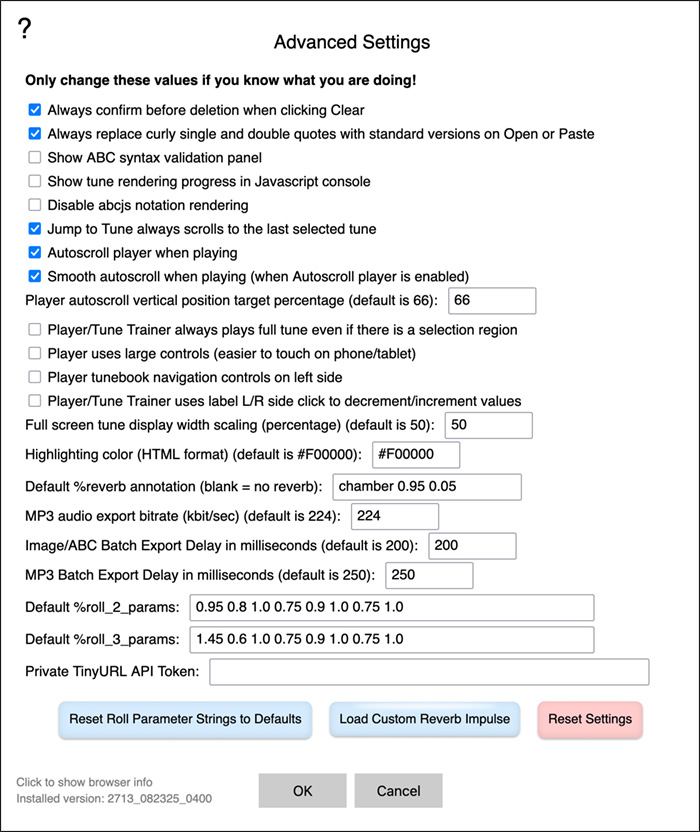 ?
Advanced Settings
Only change these values if you know what you are doing!
Always confirm before deletion when clicking Clear
Always replace curly single and double quotes with standard versions on Open or Paste
Show ABC syntax validation panel
Show tune rendering progress in Javascript console
Disable abcjs notation rendering
Jump to Tune always scrolls to the last selected tune
Autoscroll player when playing
Smooth autoscroll when playing (when Autoscroll player is enabled)
Player autoscroll vertical position target percentage (default is 66): 66
Player/Tune Trainer always plays full tune even if there is a selection region
Player uses large controls (easier to touch on phone/tablet)
Player tunebook navigation controls on left side
Player/Tune Trainer uses label L/R side click to decrement/increment values
Full screen tune display width scaling (percentage) (default is 50): 50
Highlighting color (HTML format) (default is #F00000): #F00000
Default %reverb annotation (blank = no reverb): chamber 0.95 0.05
MP3 audio export bitrate (kbit/sec) (default is 224): 224
Image/ABC Batch Export Delay in milliseconds (default is 200): 200
MP3 Batch Export Delay in milliseconds (default is 250): 250
Default %roll_2_params: 0.95 0.8 1.0 0.75 0.9 1.0 0.75 1.0
Default %roll_3_params: 1.45 0.6 1.0 0.75 0.9 1.0 0.75 1.0
Private TinyURL API Token:
Reset Roll Parameter Strings to Defaults Load Custom Reverb Impulse Reset Settings
Click to show browser info
Installed version: 2713_082325_0400
OK Cancel